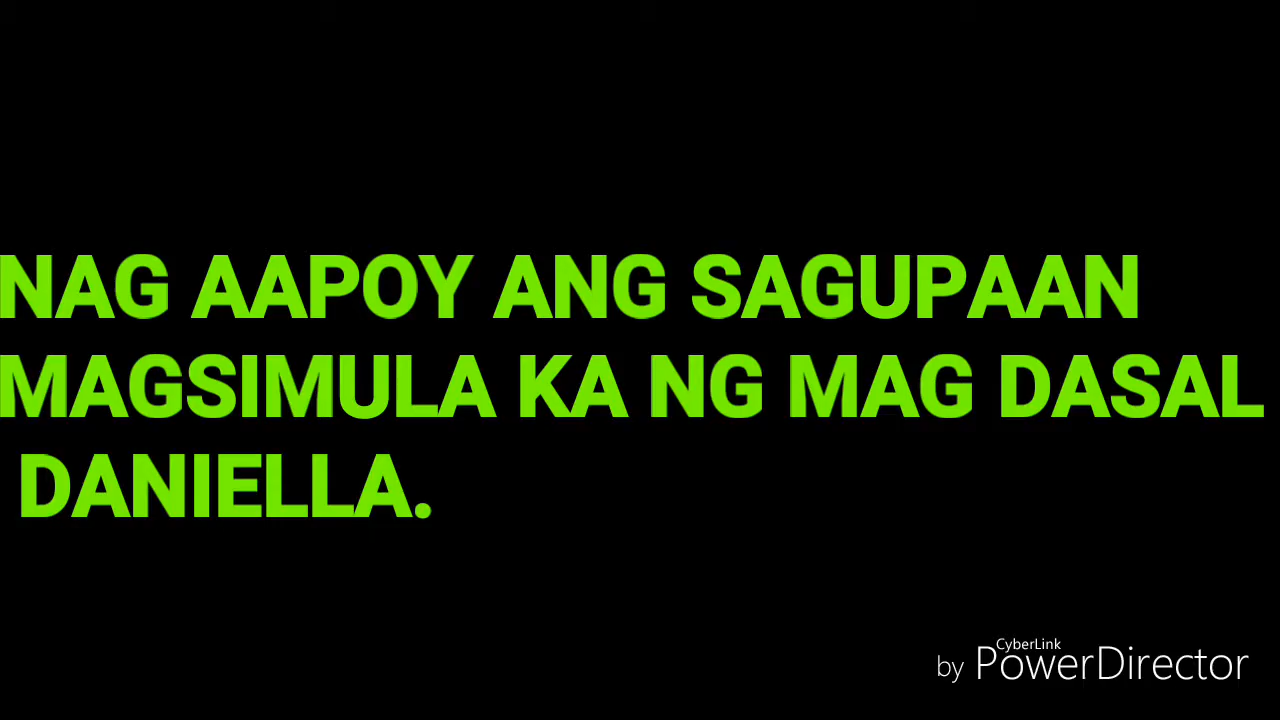 NAG AAPOY ANG SAGUPAAN
MAGSIMULA KA NG MAG DASAL
DANIELLA.
CyberLink
by PowerDirector